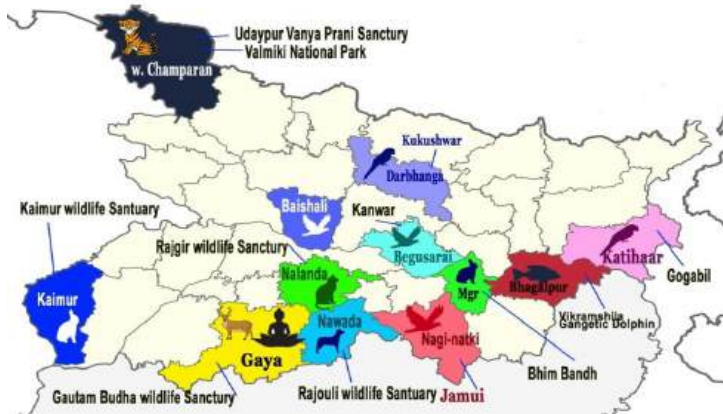 Udaypur Vanya Prani Sanctury
Valmiki National Park
w. Champaran
Kukushwar
Darbhanga
Kaimur wildlife Santuary
Baishali
Kanwar
Rajgir wildlife Sanctury
Begusarai
Katihaar
Gogabil
Nalanda
Kaimur
Mgr
Bhagalpur
Vikramshila
Gangetic Dolphin
Nawada
Nagi-natki
Gaya
Bhim Bandh
Gautam Budha wildlife Sanctury
Rajouli wildlife Santuary
Jamui